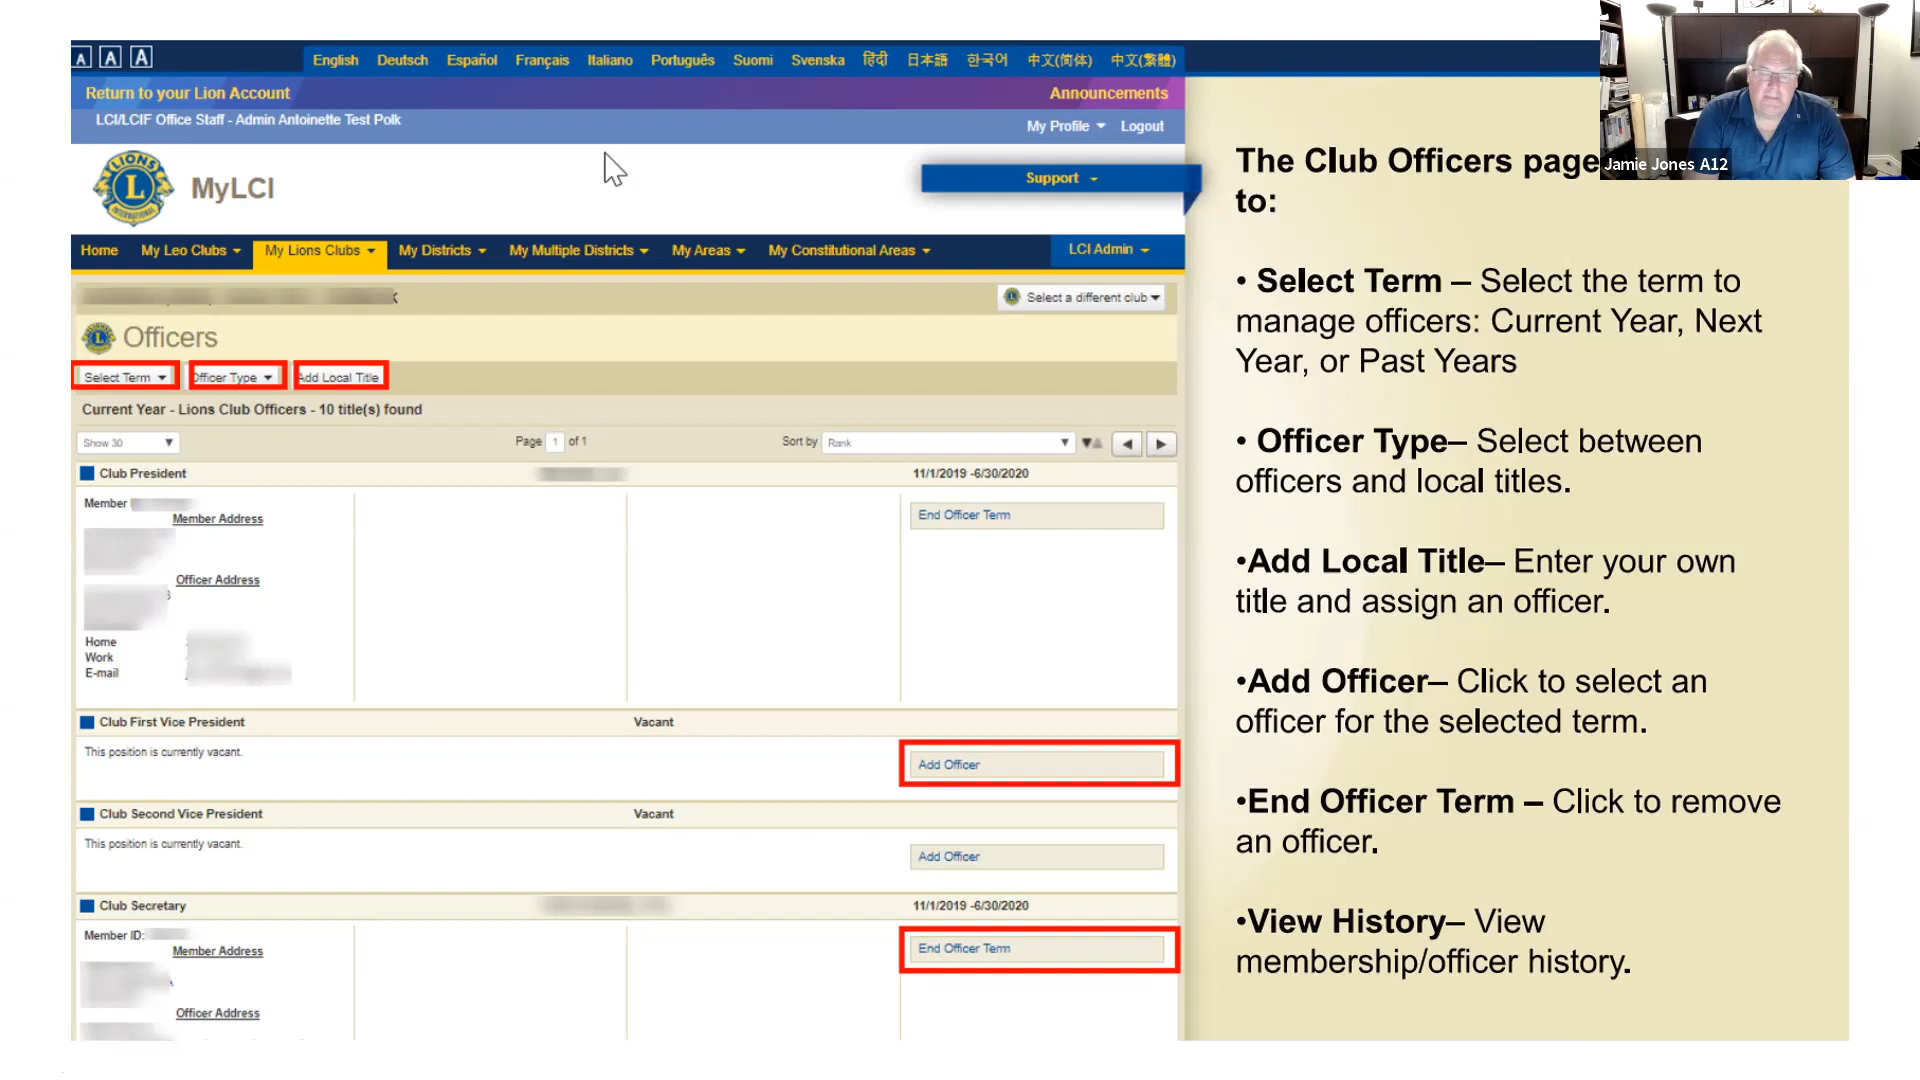 A A A
English Deutsch Español Français Italiano Português Suomi Svenska हिंदी 日本語 한국어 中文(简体) 中文(繁體)
Return to your Lion Account Announcements
LCI/LCIF Office Staff - Admin Antoinette Test Polk
My Profile Logout
LIONS
L
INTERNATIONAL
MyLCI
Support
Home My Leo Clubs My Lions Clubs My Districts My Multiple Districts My Areas My Constitutional Areas LCI Admin
Select a different club
Officers
Select Term Officer Type Add Local Title
Current Year - Lions Club Officers - 10 title(s) found
Show 30 Page 1 of 1 Sort by Rank
Club President 11/1/2019 -6/30/2020
Member
Member Address
Officer Address
Home
Work
E-mail
End Officer Term
Club First Vice President Vacant
This position is currently vacant.
Add Officer
Club Second Vice President Vacant
This position is currently vacant.
Add Officer
Club Secretary 11/1/2019 -6/30/2020
Member ID:
Member Address
Officer Address
End Officer Term
The Club Officers page
to:
• Select Term – Select the term to
manage officers: Current Year, Next
Year, or Past Years
• Officer Type– Select between
officers and local titles.
•Add Local Title– Enter your own
title and assign an officer.
•Add Officer– Click to select an
officer for the selected term.
•End Officer Term – Click to remove
an officer.
•View History– View
membership/officer history.
Jamie Jones A12